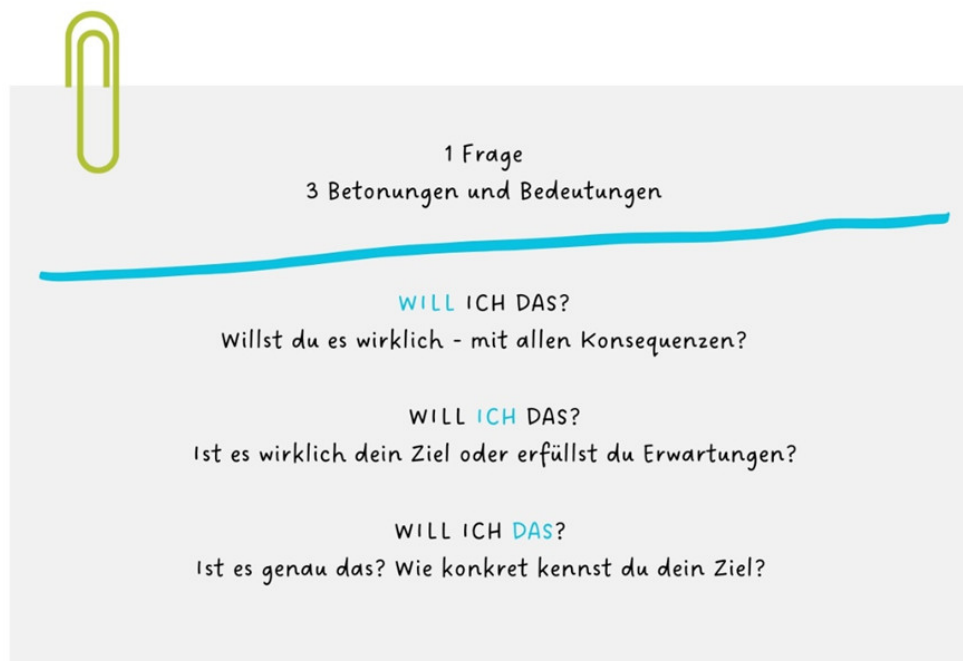 1 Frage
3 Betonungen und Bedeutungen
WILL ICH DAS?
Willst du es wirklich - mit allen Konsequenzen?
WILL ICH DAS?
Ist es wirklich dein Ziel oder erfüllst du Erwartungen?
WILL ICH DAS?
Ist es genau das? Wie konkret kennst du dein Ziel?